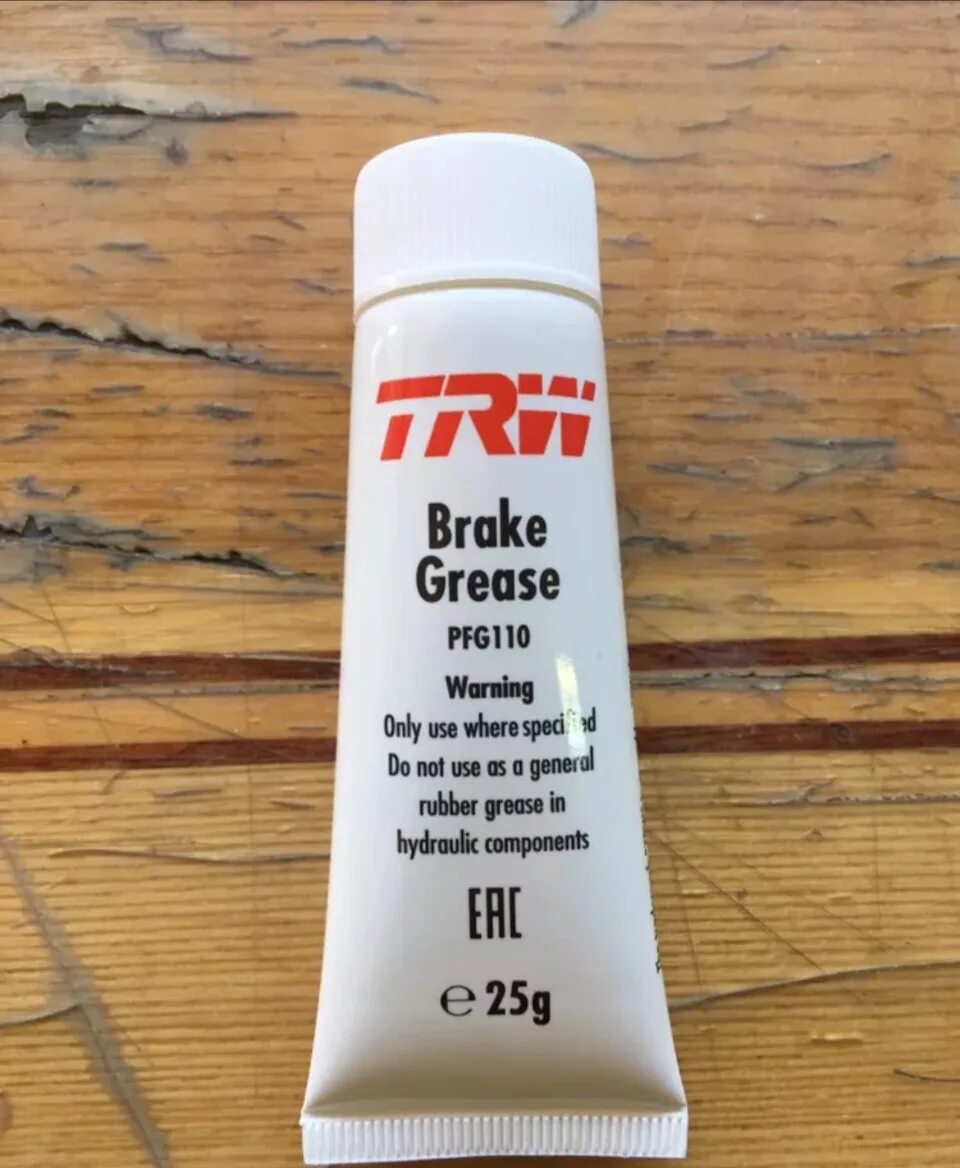 TRW
Brake
Grease
PFG110
Warning
Only use where specified
Do not use as a general
rubber grease in
hydraulic components
EAC
℮ 25g